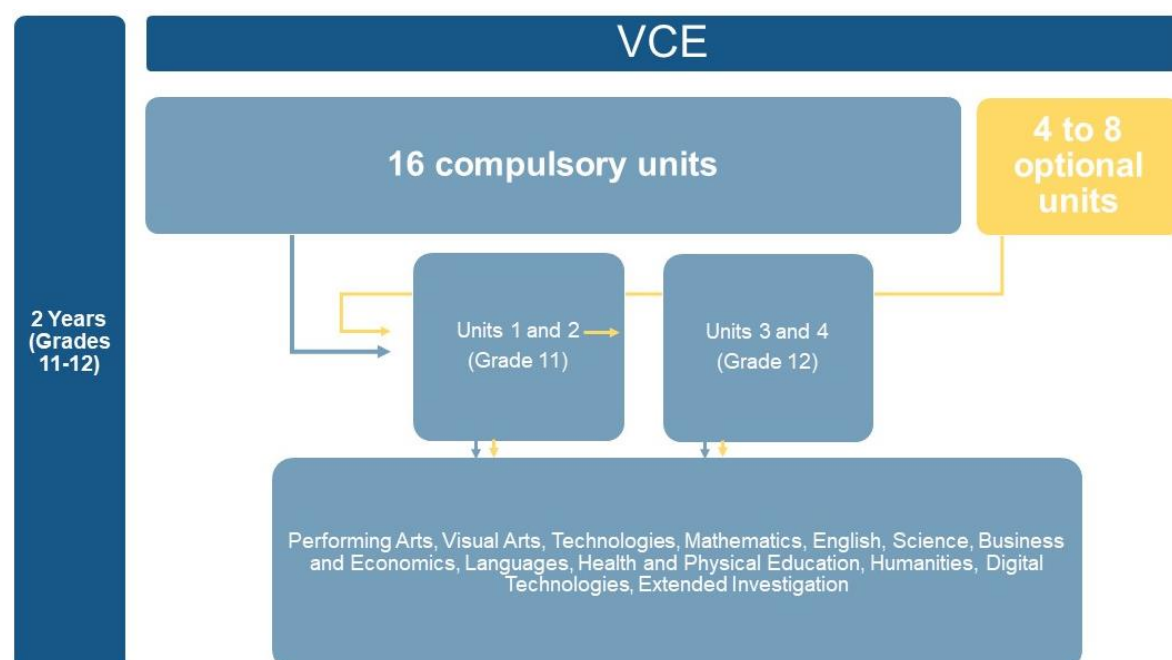 VCE
16 compulsory units
4 to 8
optional
units
2 Years
(Grades
11-12)
Units 1 and 2
(Grade 11)
Units 3 and 4
(Grade 12)
Performing Arts, Visual Arts, Technologies, Mathematics, English, Science, Business
and Economics, Languages, Health and Physical Education, Humanities, Digital
Technologies, Extended Investigation